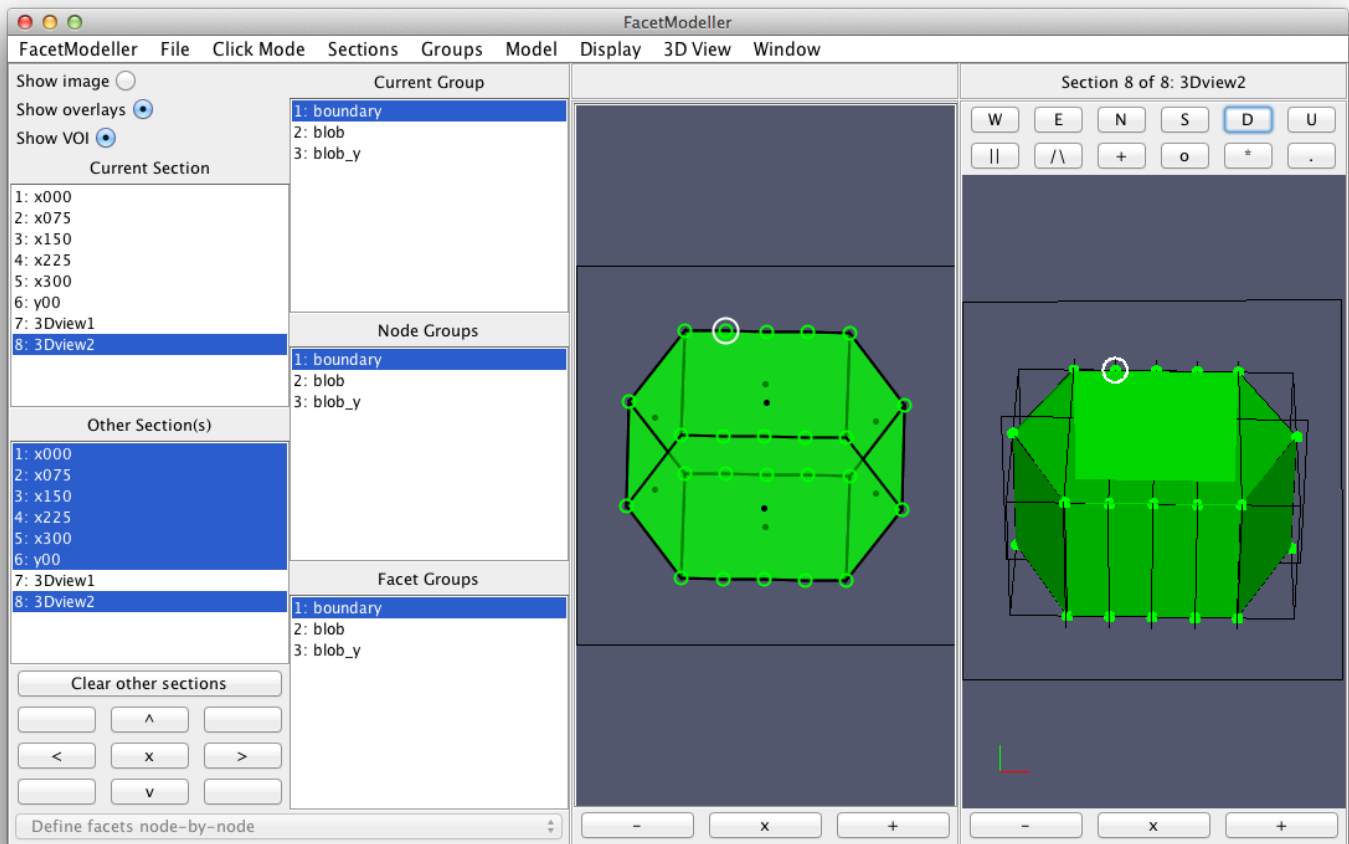 FacetModeller
FacetModeller File Click Mode Sections Groups Model Display 3D View Window
Show image
Show overlays
Show VOI
Current Section
1: x000
2: x075
3: x150
4: x225
5: x300
6: y00
7: 3Dview1
8: 3Dview2
Other Section(s)
1: x000
2: x075
3: x150
4: x225
5: x300
6: y00
7: 3Dview1
8: 3Dview2
Clear other sections
^
< x >
v
Define facets node-by-node
Current Group
1: boundary
2: blob
3: blob_y
Node Groups
1: boundary
2: blob
3: blob_y
Facet Groups
1: boundary
2: blob
3: blob_y
- x +
Section 8 of 8: 3Dview2
W E N S D U
|| /\ + o * .
- x +